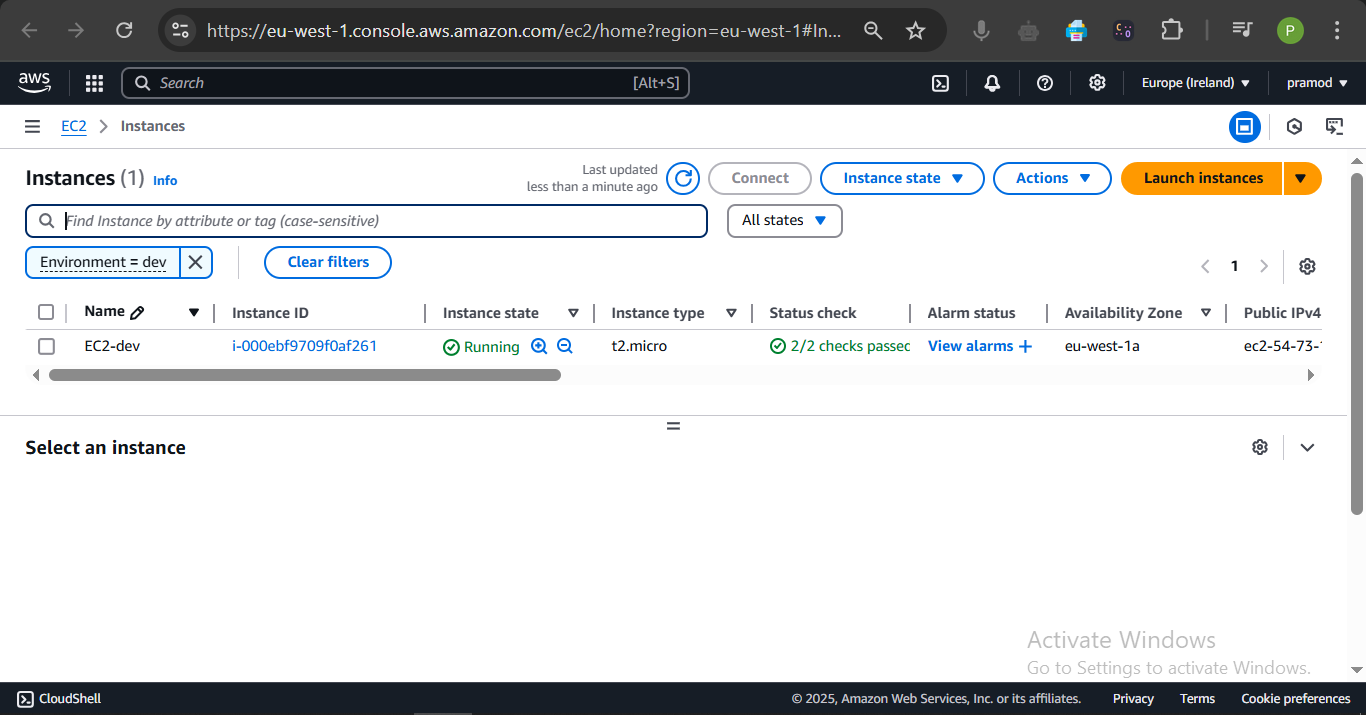 https://eu-west-1.console.aws.amazon.com/ec2/home?region=eu-west-1#In...
P
aws
Search [Alt+S]
Europe (Ireland)
pramod
EC2
Instances
Instances (1) Info
Last updated
less than a minute ago
Connect
Instance state
Actions
Launch instances
Find Instance by attribute or tag (case-sensitive)
All states
Environment = dev
Clear filters
1
Name Instance ID Instance state Instance type Status check Alarm status Availability Zone Public IPv4
EC2-dev i-000ebf9709f0af261 Running t2.micro 2/2 checks passec View alarms + eu-west-1a ec2-54-73-
Select an instance
Activate Windows
Go to Settings to activate Windows.
CloudShell
© 2025, Amazon Web Services, Inc. or its affiliates.
Privacy
Terms
Cookie preferences